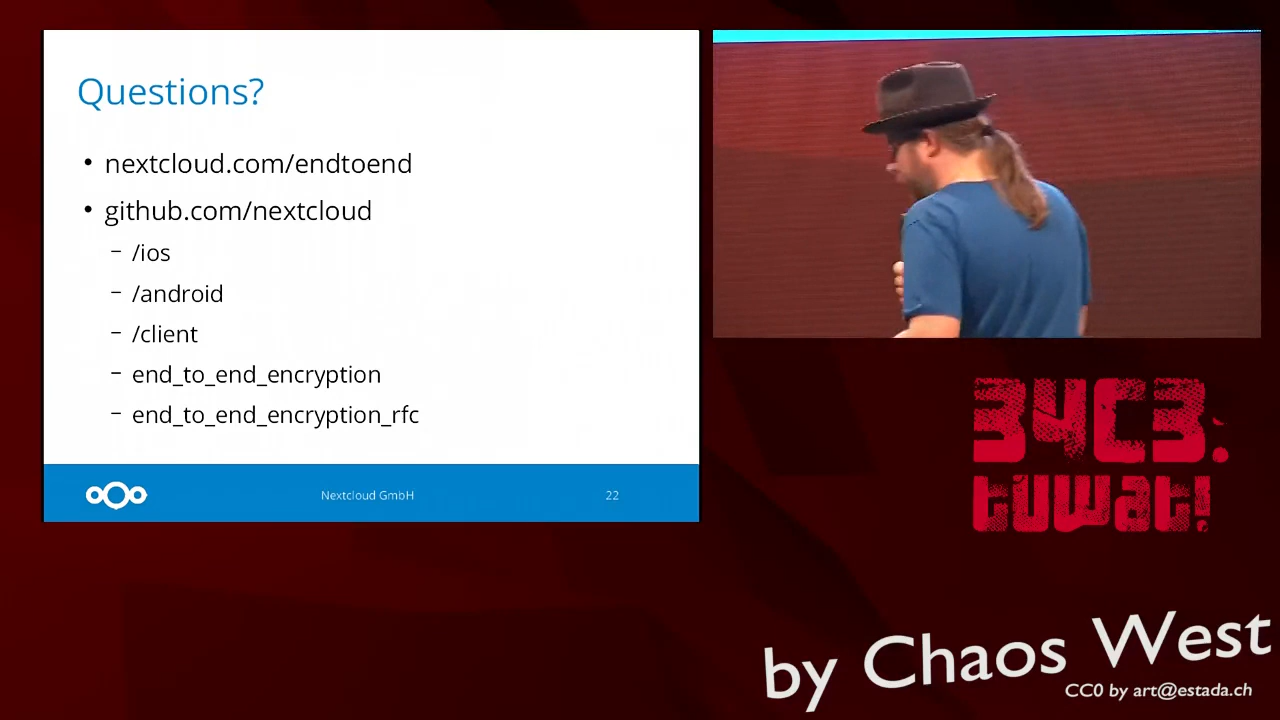 Questions?
• nextcloud.com/endtoend
• github.com/nextcloud
– /ios
– /android
– /client
– end_to_end_encryption
– end_to_end_encryption_rfc
Nextcloud GmbH
22
34C3:
tuwat!
by Chaos West
CC0 by art@estada.ch